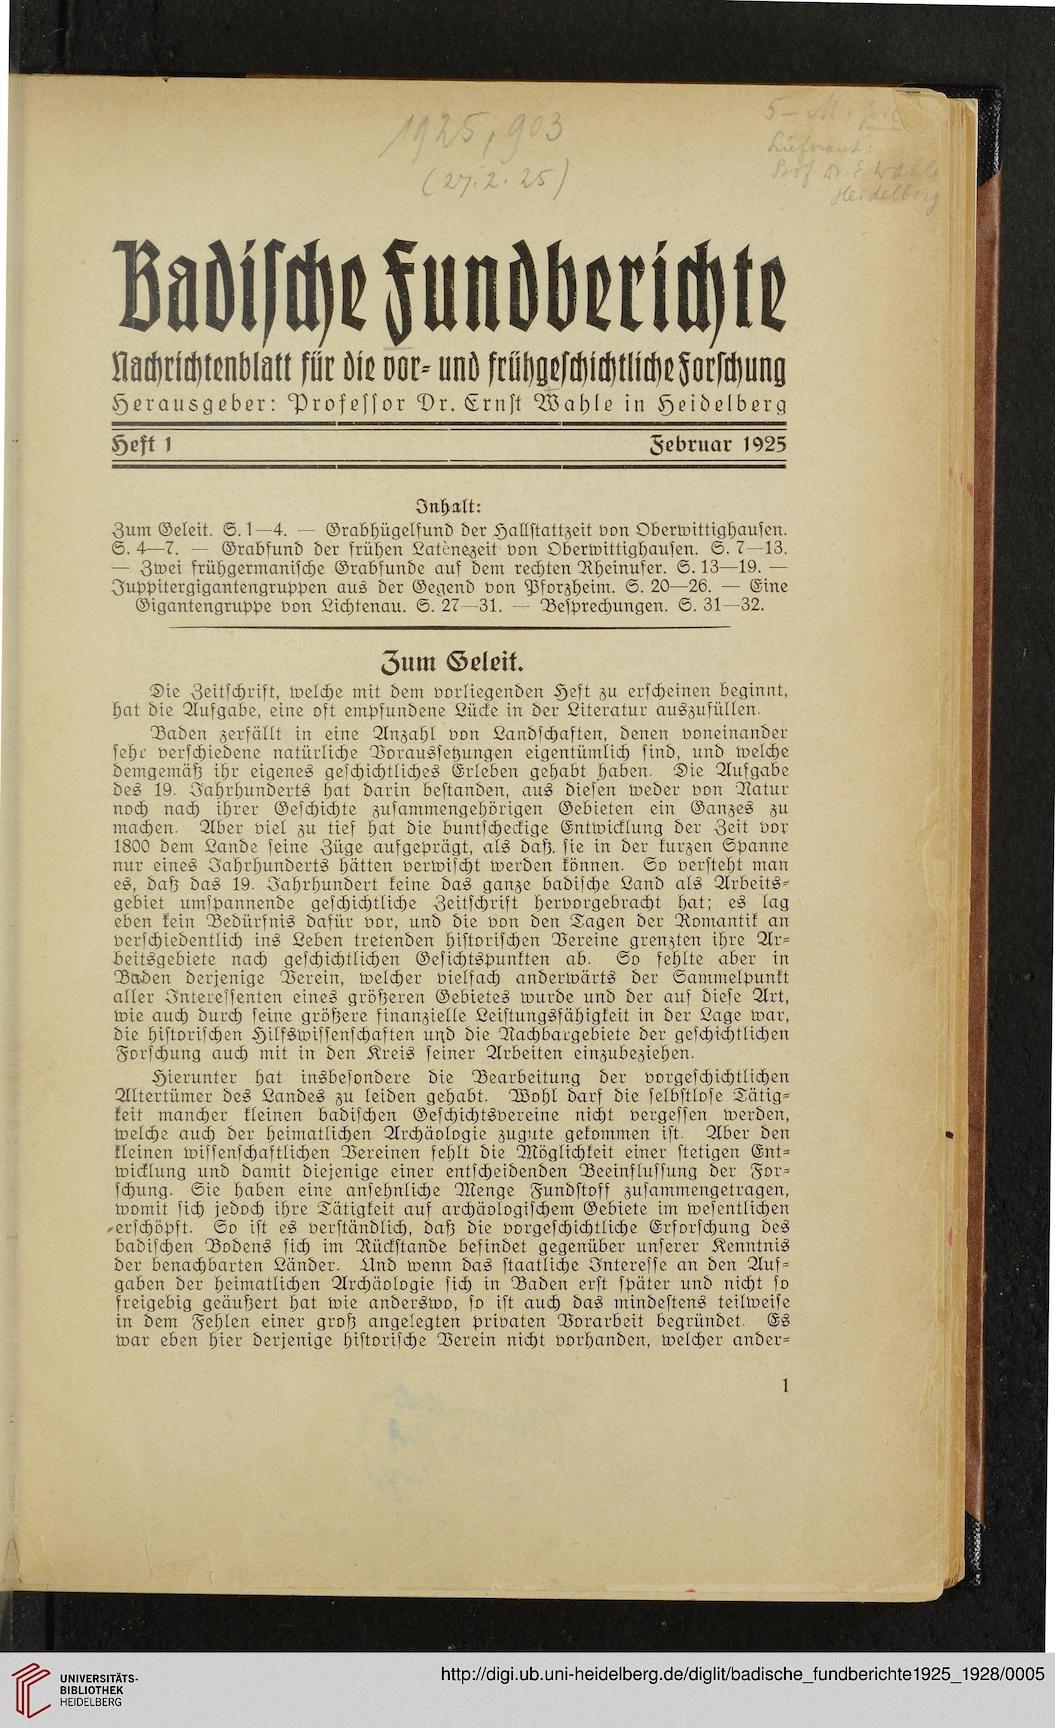 1925, 903
(27.2.25)
5 – M
Lieferant:
Prof Dr E Wahle
Heidelberg
Badiſche Fundberichte
Nachrichtenblatt für die vor- und frühgeſchichtliche Forſchung
Herausgeber: Profeſſor Dr. Ernſt Wahle in Heidelberg
Heft 1 Februar 1925
Inhalt:
Zum Geleit. S. 1—4. — Grabhügelfund der Hallſtattzeit von Oberwittighauſen.
S. 4—7. — Grabfund der frühen Latènezeit von Oberwittighauſen. S. 7—13.
— Zwei frühgermaniſche Grabfunde auf dem rechten Rheinufer. S. 13—19. —
Juppitergigantengruppen aus der Gegend von Pforzheim. S. 20—26. — Eine
Gigantengruppe von Lichtenau. S. 27—31. — Beſprechungen. S. 31—32.
Zum Geleit.
Die Zeitſchrift, welche mit dem vorliegenden Heft zu erſcheinen beginnt,
hat die Aufgabe, eine oft empfundene Lücke in der Literatur auszufüllen.
Baden zerfällt in eine Anzahl von Landſchaften, denen voneinander
ſehr verſchiedene natürliche Vorausſetzungen eigentümlich ſind, und welche
demgemäß ihr eigenes geſchichtliches Erleben gehabt haben. Die Aufgabe
des 19. Jahrhunderts hat darin beſtanden, aus dieſen weder von Natur
noch nach ihrer Geſchichte zuſammengehörigen Gebieten ein Ganzes zu
machen. Aber viel zu tief hat die buntſcheckige Entwicklung der Zeit vor
1800 dem Lande ſeine Züge aufgeprägt, als daß ſie in der kurzen Spanne
nur eines Jahrhunderts hätten verwiſcht werden können. So verſteht man
es, daß das 19. Jahrhundert keine das ganze badiſche Land als Arbeits-
gebiet umſpannende geſchichtliche Zeitſchrift hervorgebracht hat; es lag
eben kein Bedürfnis dafür vor, und die von den Tagen der Romantik an
verſchiedentlich ins Leben tretenden hiſtoriſchen Vereine grenzten ihre Ar-
beitsgebiete nach geſchichtlichen Geſichtspunkten ab. So fehlte aber in
Baden derjenige Verein, welcher vielfach anderwärts der Sammelpunkt
aller Intereſſenten eines größeren Gebietes wurde und der auf dieſe Art,
wie auch durch ſeine größere finanzielle Leiſtungsfähigkeit in der Lage war,
die hiſtoriſchen Hilfswiſſenſchaften und die Nachbargebiete der geſchichtlichen
Forſchung auch mit in den Kreis ſeiner Arbeiten einzubeziehen.
Hierunter hat insbeſondere die Bearbeitung der vorgeſchichtlichen
Altertümer des Landes zu leiden gehabt. Wohl darf die ſelbſtloſe Tätig-
keit mancher kleinen badiſchen Geſchichtsvereine nicht vergeſſen werden,
welche auch der heimatlichen Archäologie zugute gekommen iſt. Aber den
kleinen wiſſenſchaftlichen Vereinen fehlt die Möglichkeit einer ſtetigen Ent-
wicklung und damit diejenige einer entſcheidenden Beeinfluſſung der For-
ſchung. Sie haben eine anſehnliche Menge Fundſtoff zuſammengetragen,
womit ſich jedoch ihre Tätigkeit auf archäologiſchem Gebiete im weſentlichen
erſchöpft. So iſt es verſtändlich, daß die vorgeſchichtliche Erforſchung des
badiſchen Bodens ſich im Rückſtande befindet gegenüber unſerer Kenntnis
der benachbarten Länder. Und wenn das ſtaatliche Intereſſe an den Auf-
gaben der heimatlichen Archäologie ſich in Baden erſt ſpäter und nicht ſo
freigebig geäußert hat wie anderswo, ſo iſt auch das mindeſtens teilweiſe
in dem Fehlen einer groß angelegten privaten Vorarbeit begründet. Es
war eben hier derjenige hiſtoriſche Verein nicht vorhanden, welcher ander-
1
UNIVERSITÄTS-
BIBLIOTHEK
HEIDELBERG
http://digi.ub.uni-heidelberg.de/diglit/badische_fundberichte1925_1928/0005